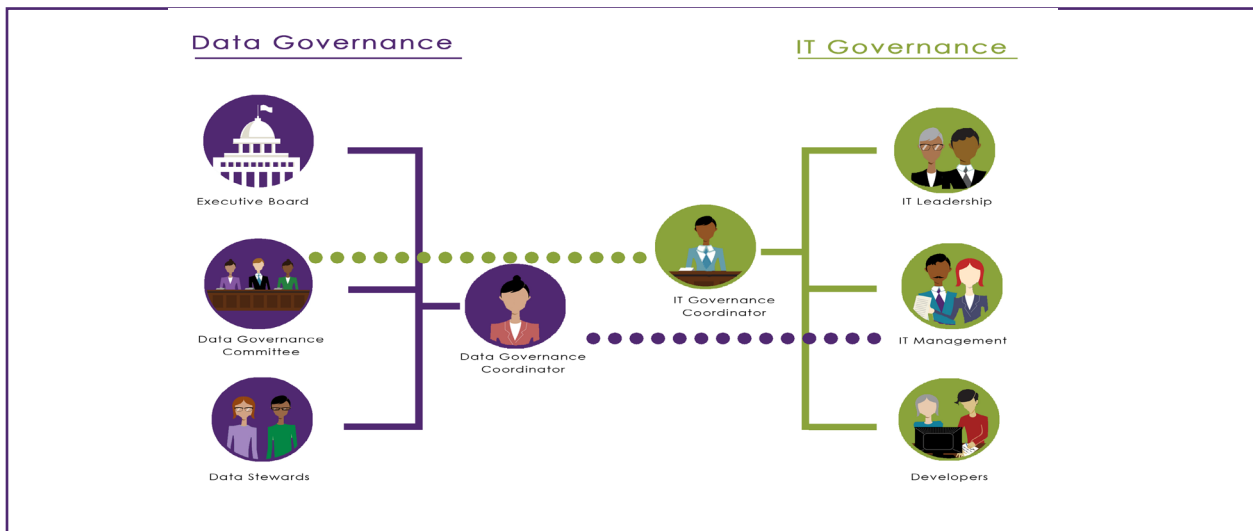 Data Governance
IT Governance
Executive Board
IT Leadership
Data Governance
Committee
Data Governance
Coordinator
IT Governance
Coordinator
IT Management
Data Stewards
Developers